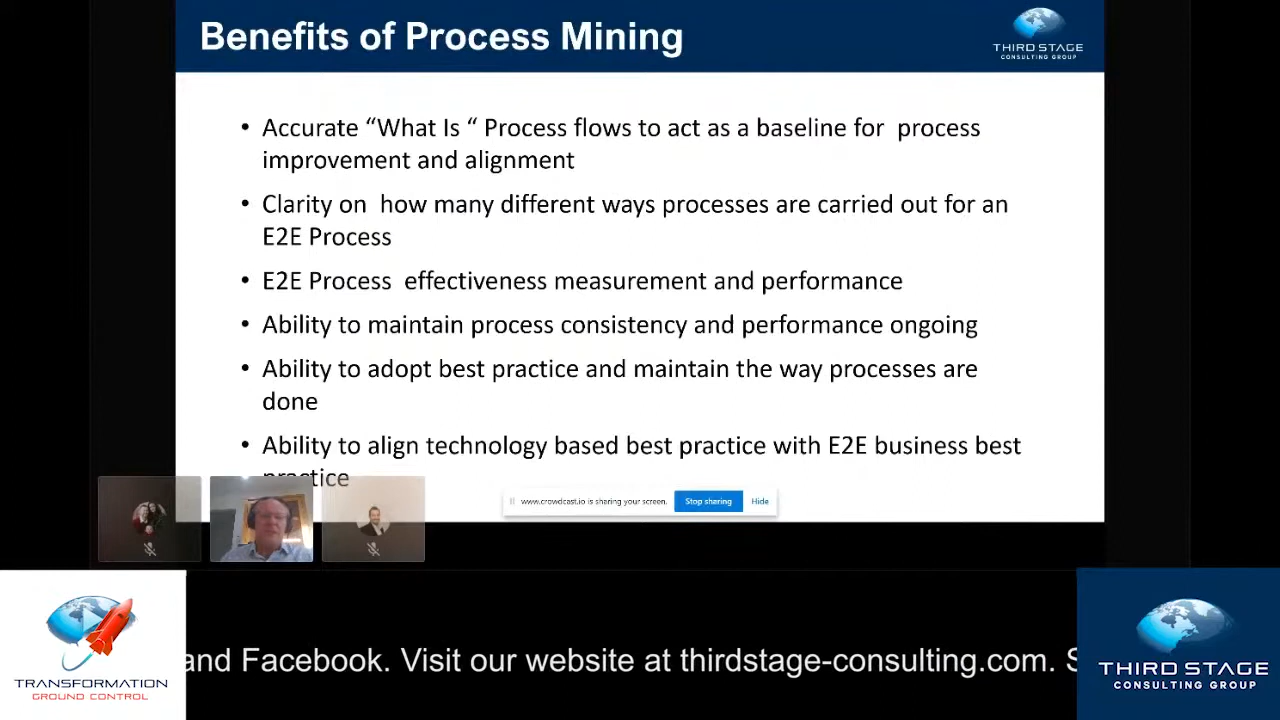 Benefits of Process Mining
THIRD STAGE
CONSULTING GROUP
• Accurate “What Is “ Process flows to act as a baseline for process
improvement and alignment
• Clarity on how many different ways processes are carried out for an
E2E Process
• E2E Process effectiveness measurement and performance
• Ability to maintain process consistency and performance ongoing
• Ability to adopt best practice and maintain the way processes are
done
• Ability to align technology based best practice with E2E business best
practice
www.crowdcast.io is sharing your screen.
Stop sharing
Hide
TRANSFORMATION
GROUND CONTROL
and Facebook. Visit our website at thirdstage-consulting.com. S
THIRD STAGE
CONSULTING GROUP